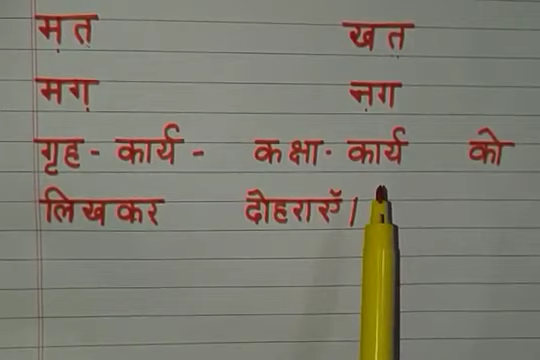 मत खत
मग नग
गृह - कार्य - कक्षा - कार्य को
लिखकर दोहराएँ।